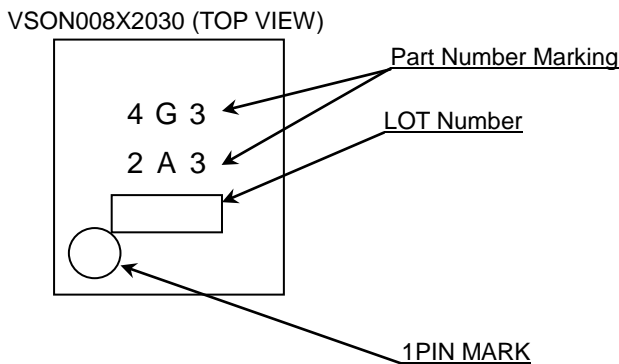 VSON008X2030 (TOP VIEW)
Part Number Marking
4 G 3
LOT Number
2 A 3
1PIN MARK